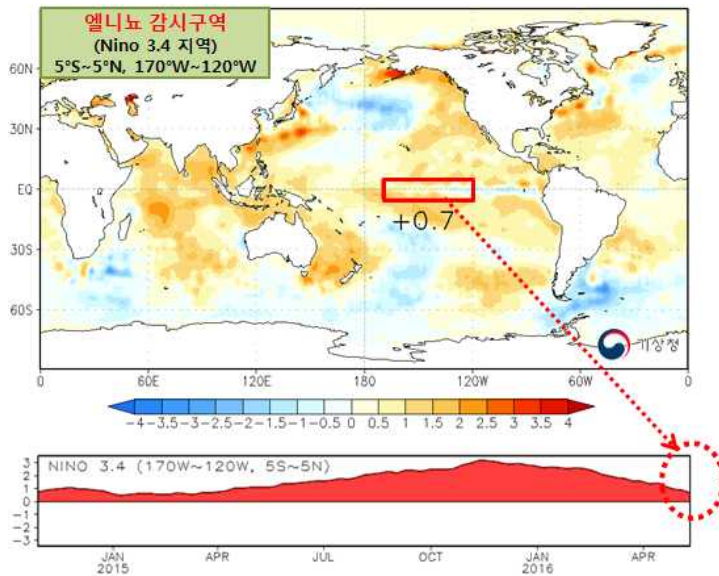 엘니뇨 감시구역
(Nino 3.4 지역)
5°S~5°N, 170°W~120°W
60N
30N
EQ
30S
60S
+0.7
기상청
0 60E 120E 180 120W 60W 0
-4 -3.5 -3 -2.5 -2 -1.5 -1 -0.5 0 0.5 1 1.5 2 2.5 3 3.5 4
NINO 3.4 (170W~120W, 5S~5N)
3
2
1
0
-1
-2
-3
JAN APR JUL OCT JAN APR
2015 2016